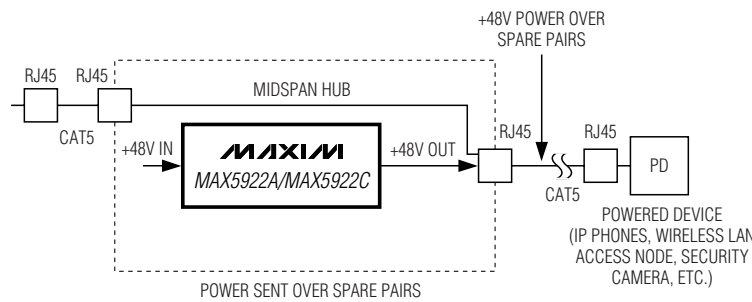 +48V POWER OVER
SPARE PAIRS
RJ45
RJ45
MIDSPAN HUB
CAT5
+48V IN
MAXIM
MAX5922A/MAX5922C
+48V OUT
RJ45
RJ45
PD
CAT5
POWERED DEVICE
(IP PHONES, WIRELESS LAN
ACCESS NODE, SECURITY
CAMERA, ETC.)
POWER SENT OVER SPARE PAIRS